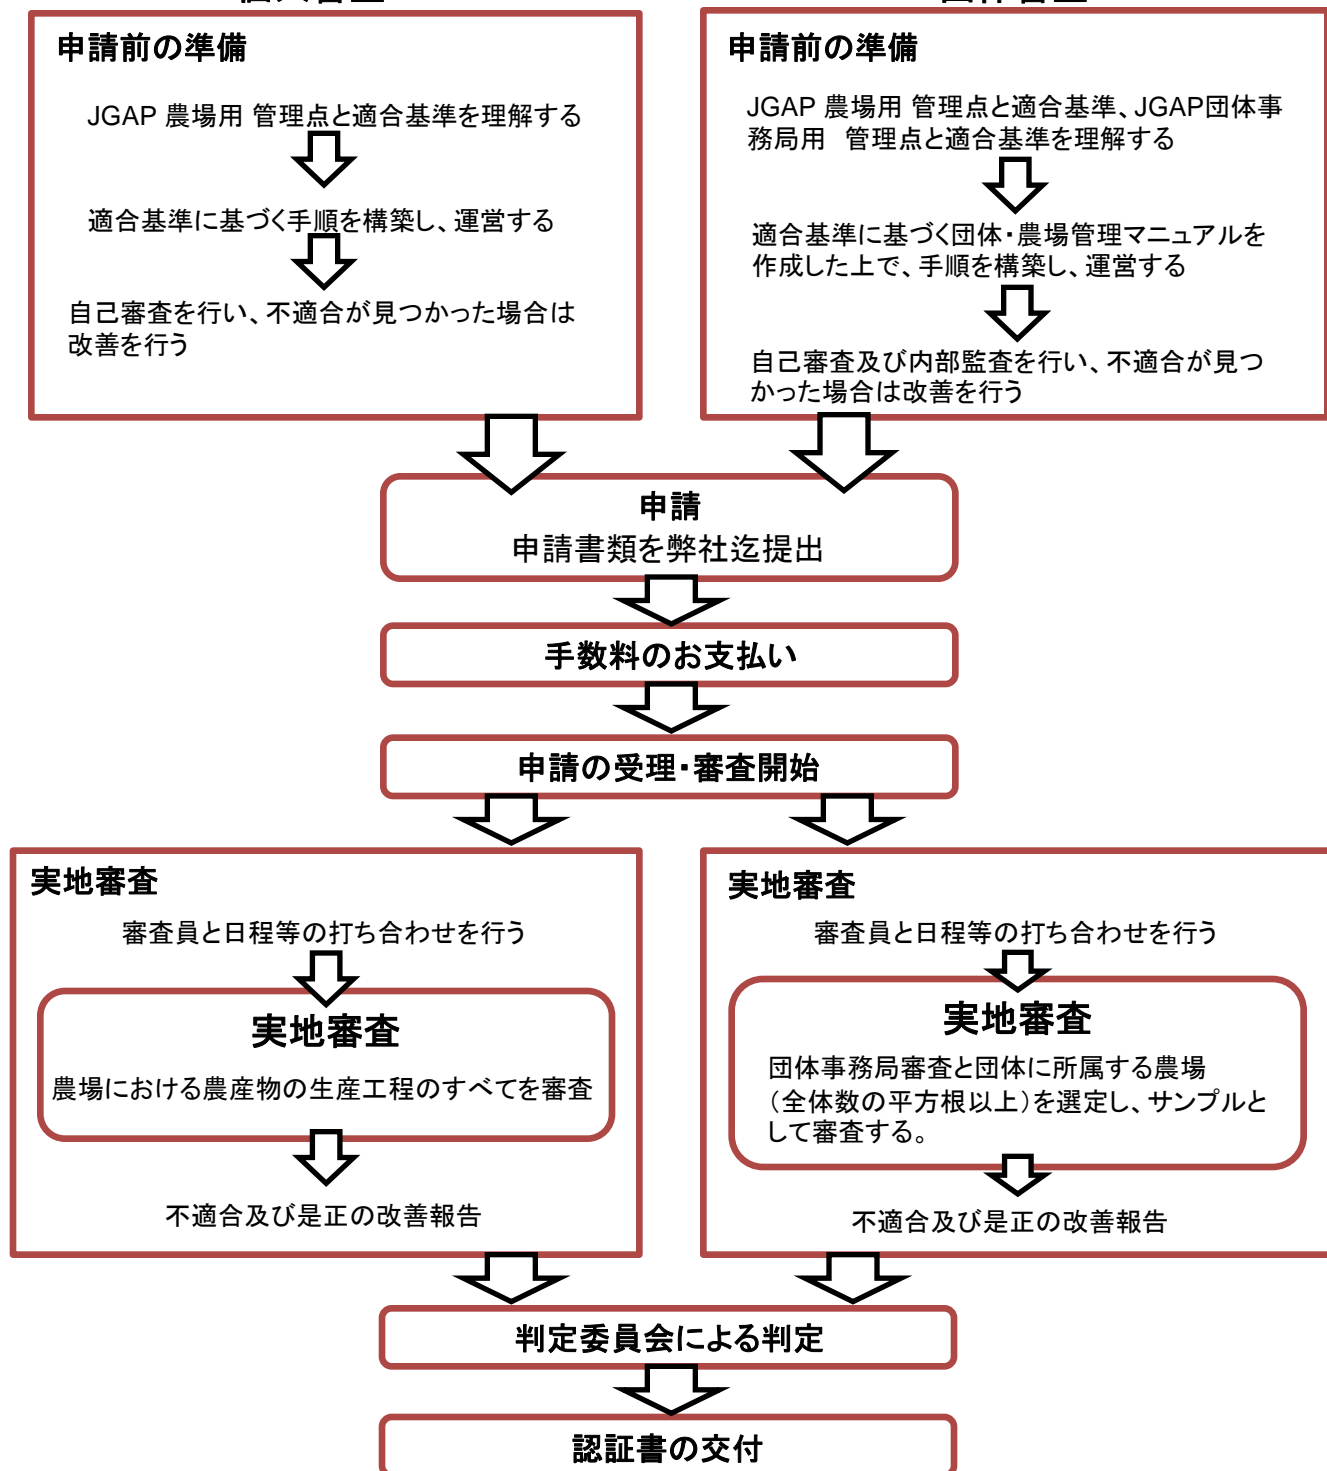 申請前の準備
JGAP 農場用 管理点と適合基準を理解する
適合基準に基づく手順を構築し、運営する
自己審査を行い、不適合が見つかった場合は
改善を行う
申請前の準備
JGAP 農場用 管理点と適合基準、JGAP団体事
務局用　管理点と適合基準を理解する
適合基準に基づく団体・農場管理マニュアルを
作成した上で、手順を構築し、運営する
自己審査及び内部監査を行い、不適合が見つ
かった場合は改善を行う
申請
申請書類を弊社迄提出
手数料のお支払い
申請の受理・審査開始
実地審査
審査員と日程等の打ち合わせを行う
実地審査
農場における農産物の生産工程のすべてを審査
不適合及び是正の改善報告
実地審査
審査員と日程等の打ち合わせを行う
実地審査
団体事務局審査と団体に所属する農場
（全体数の平方根以上）を選定し、サンプルと
して審査する。
不適合及び是正の改善報告
判定委員会による判定
認証書の交付